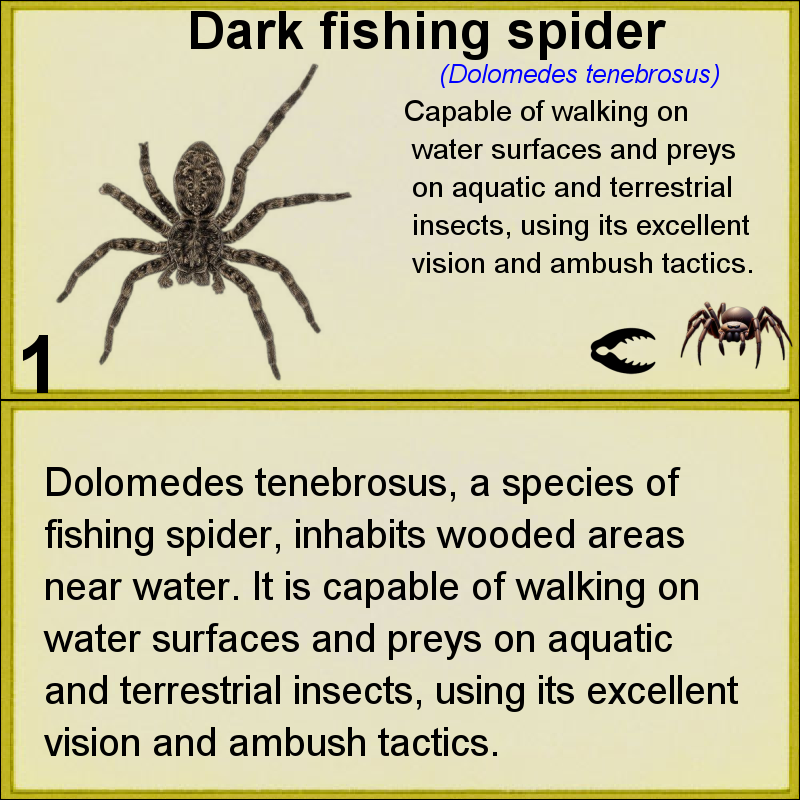 Dark fishing spider
(Dolomedes tenebrosus)
Capable of walking on
water surfaces and preys
on aquatic and terrestrial
insects, using its excellent
vision and ambush tactics.
1
Dolomedes tenebrosus, a species of
fishing spider, inhabits wooded areas
near water. It is capable of walking on
water surfaces and preys on aquatic
and terrestrial insects, using its excellent
vision and ambush tactics.